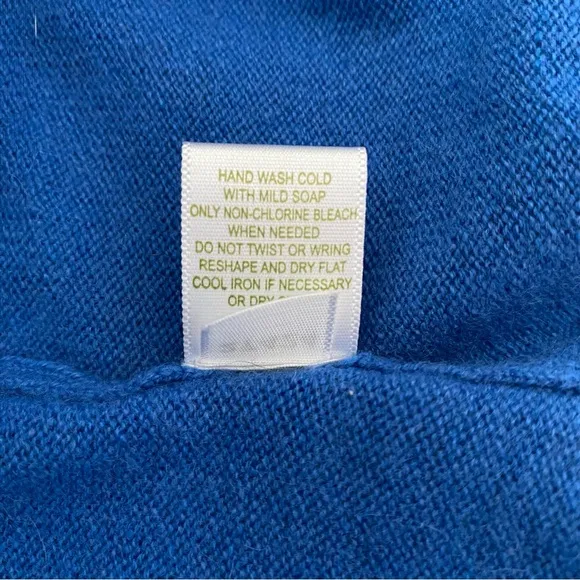 HAND WASH COLD
WITH MILD SOAP
ONLY NON-CHLORINE BLEACH
WHEN NEEDED
DO NOT TWIST OR WRING
RESHAPE AND DRY FLAT
COOL IRON IF NECESSARY
OR DRY